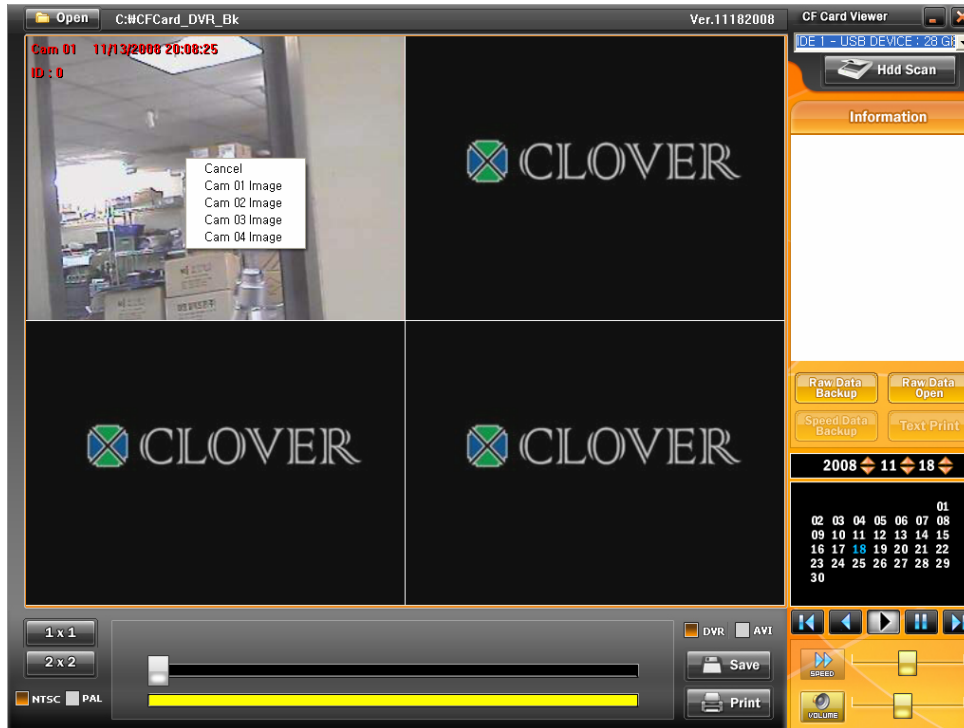 Open
C:₩CFCard_DVR_Bk
Ver.11182008
CF Card Viewer
IDE 1 - USB DEVICE : 28 GB
Hdd Scan
Cam 01 11/13/2008 20:08:25
ID : 0
Cancel
Cam 01 Image
Cam 02 Image
Cam 03 Image
Cam 04 Image
CLOVER
CLOVER
CLOVER
Information
Raw Data Backup
Raw Data Open
Speed Data Backup
Text Print
2008 11 18
01
02 03 04 05 06 07 08
09 10 11 12 13 14 15
16 17 18 19 20 21 22
23 24 25 26 27 28 29
30
1 x 1
2 x 2
NTSC PAL
DVR AVI
Save
Print
SPEED
VOLUME